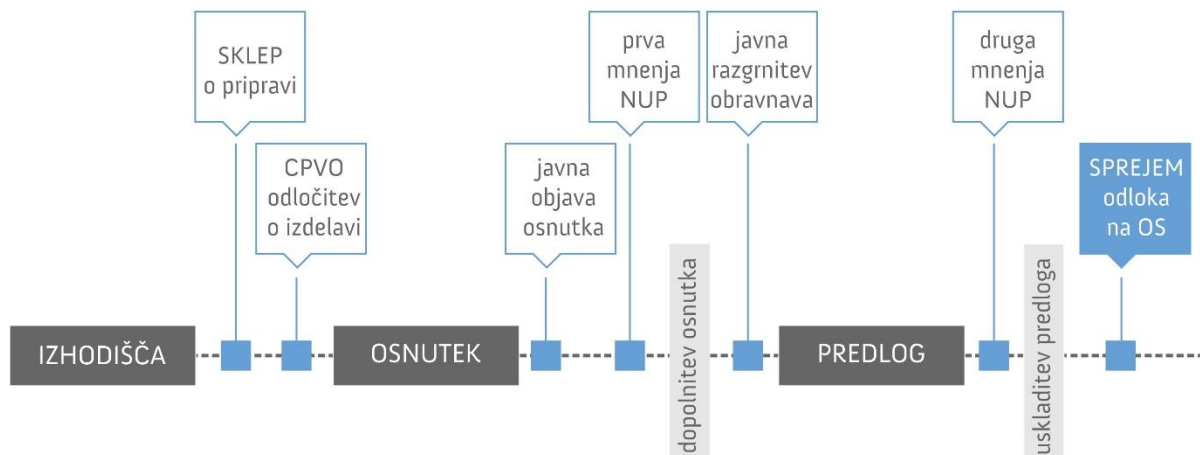 SKLEP
o pripravi
CPVO
odločitev
o izdelavi
javna
objava
osnutka
prva
mnenja
NUP
javna
razgrnitev
obravnava
druga
mnenja
NUP
SPREJEM
odloka
na OS
IZHODIŠČA
OSNUTEK
dopolnitev osnutka
PREDLOG
uskladitev predloga